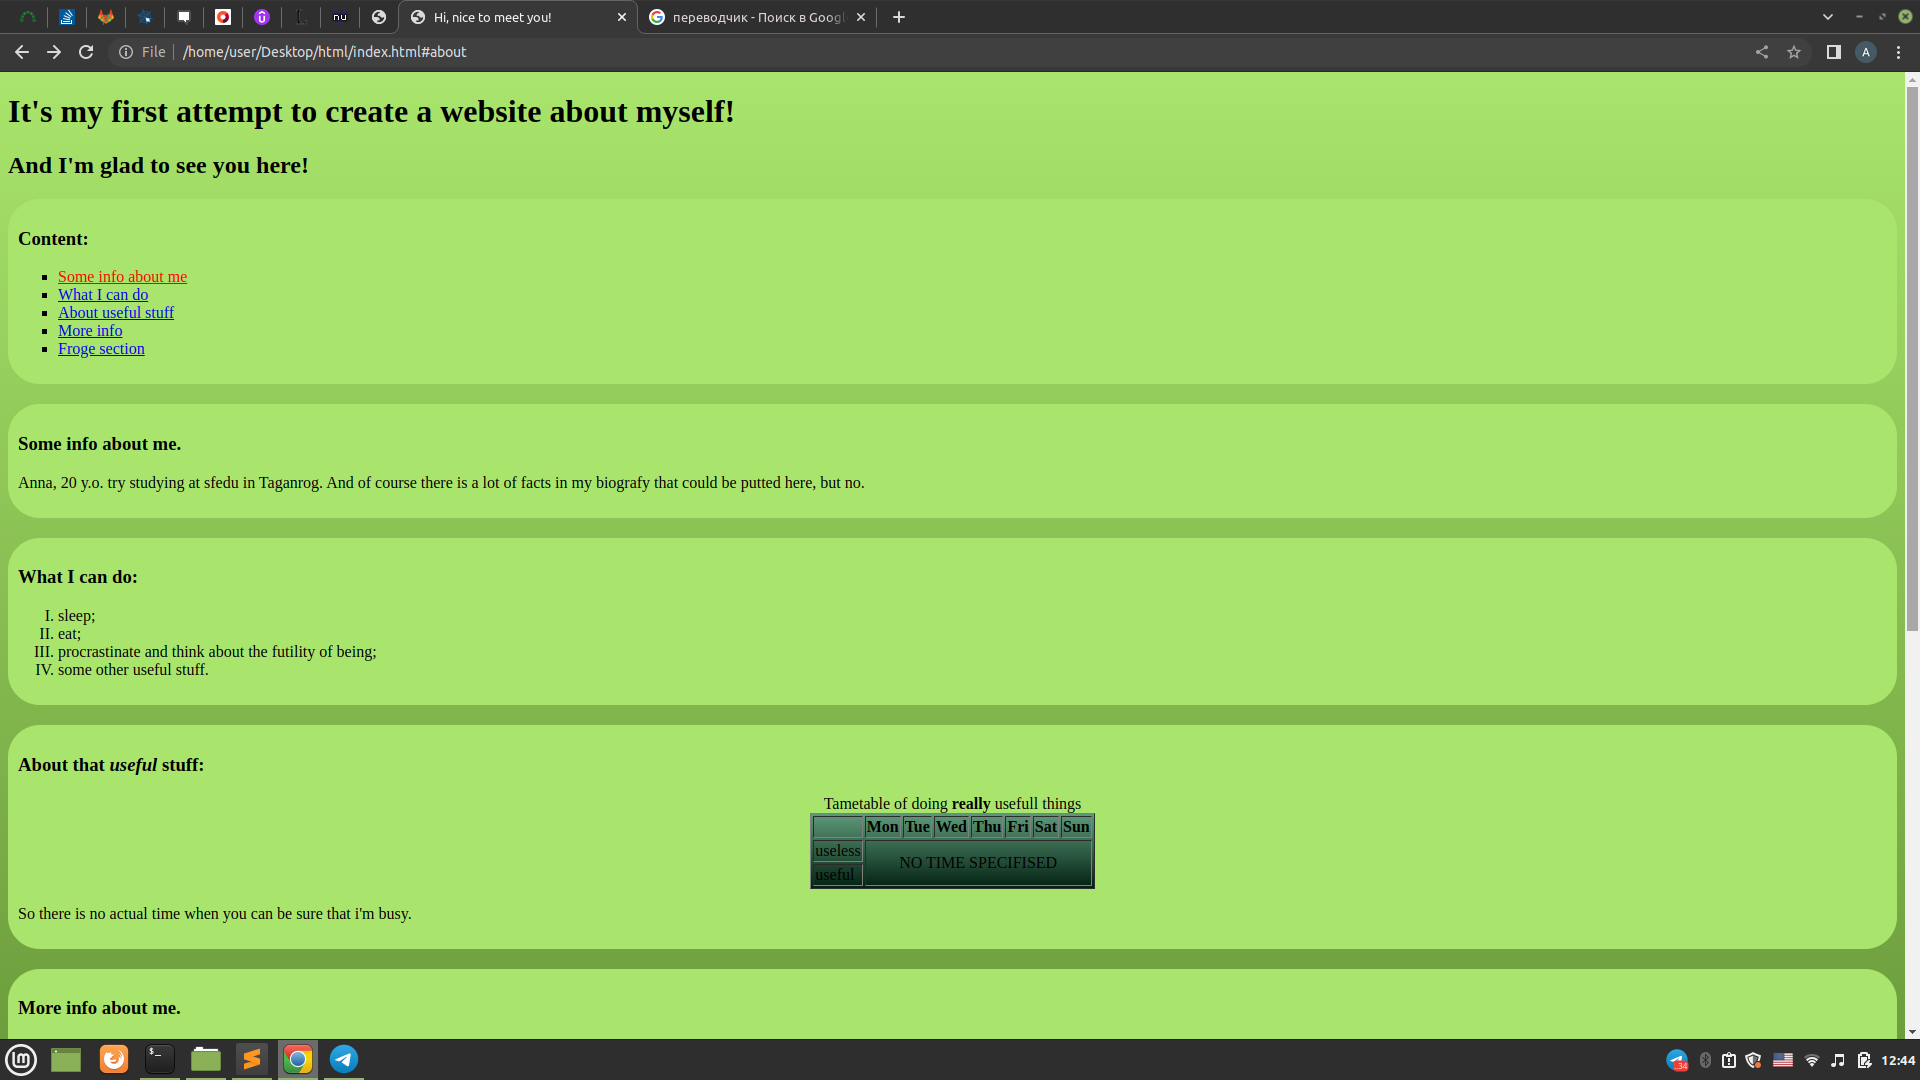 nu
Hi, nice to meet you!
переводчик - Поиск в Googl
File
/home/user/Desktop/html/index.html#about
A
It's my first attempt to create a website about myself!
And I'm glad to see you here!
Content:
Some info about me
What I can do
About useful stuff
More info
Froge section
Some info about me.
Anna, 20 y.o. try studying at sfedu in Taganrog. And of course there is a lot of facts in my biografy that could be putted here, but no.
What I can do:
I. sleep;
II. eat;
III. procrastinate and think about the futility of being;
IV. some other useful stuff.
About that useful stuff:
Tametable of doing really usefull things
Mon Tue Wed Thu Fri Sat Sun
useless
NO TIME SPECIFISED
useful
So there is no actual time when you can be sure that i'm busy.
More info about me.
$_
34
12:44